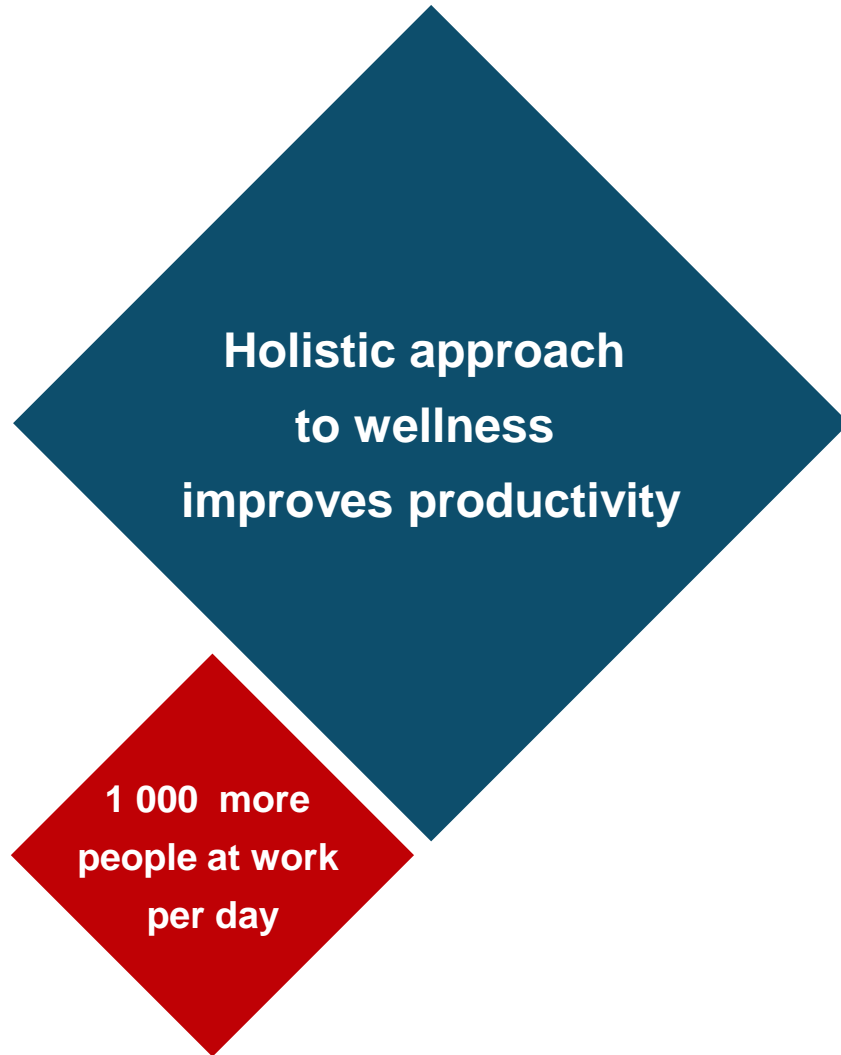 Holistic approach
to wellness
improves productivity
1 000  more
people at work
per day